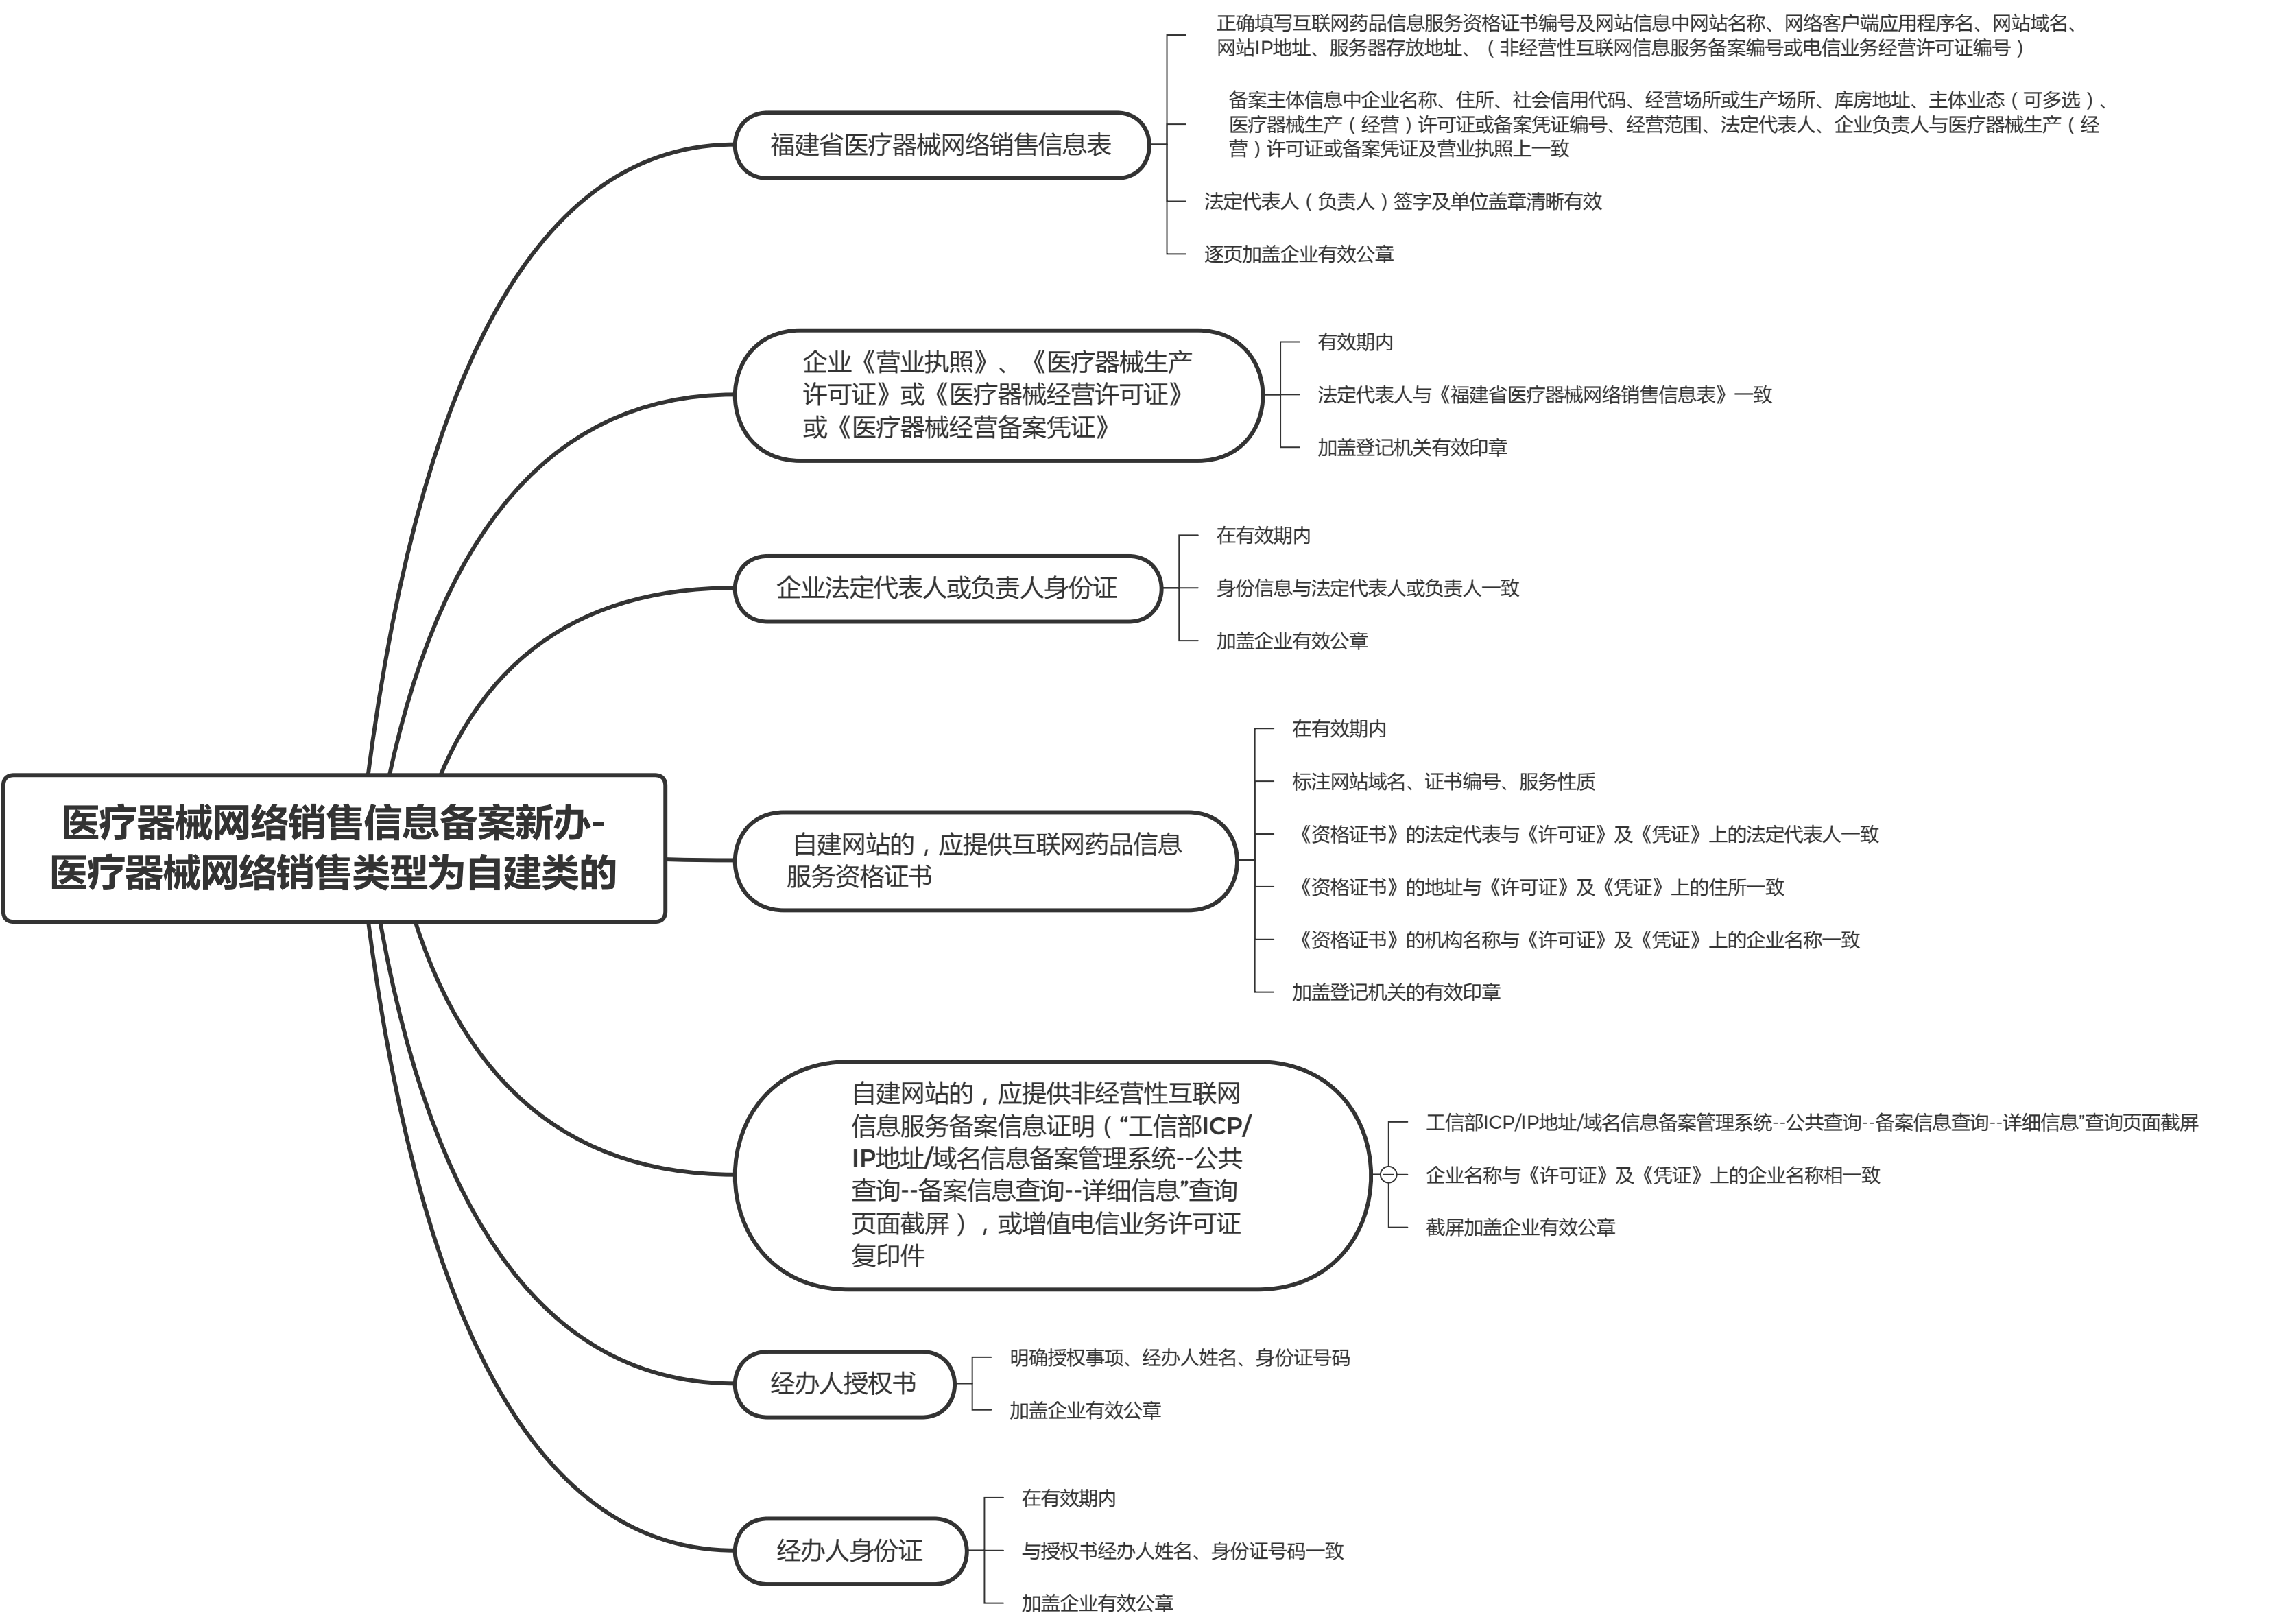 医疗器械网络销售信息备案新办-
医疗器械网络销售类型为自建类的
福建省医疗器械网络销售信息表
正确填写互联网药品信息服务资格证书编号及网站信息中网站名称、网络客户端应用程序名、网站域名、
网站IP地址、服务器存放地址、（非经营性互联网信息服务备案编号或电信业务经营许可证编号）
备案主体信息中企业名称、住所、社会信用代码、经营场所或生产场所、库房地址、主体业态（可多选）、
医疗器械生产（经营）许可证或备案凭证编号、经营范围、法定代表人、企业负责人与医疗器械生产（经
营）许可证或备案凭证及营业执照上一致
法定代表人（负责人）签字及单位盖章清晰有效
逐页加盖企业有效公章
企业《营业执照》、《医疗器械生产
许可证》或《医疗器械经营许可证》
或《医疗器械经营备案凭证》
有效期内
法定代表人与《福建省医疗器械网络销售信息表》一致
加盖登记机关有效印章
企业法定代表人或负责人身份证
在有效期内
身份信息与法定代表人或负责人一致
加盖企业有效公章
自建网站的，应提供互联网药品信息
服务资格证书
在有效期内
标注网站域名、证书编号、服务性质
《资格证书》的法定代表与《许可证》及《凭证》上的法定代表人一致
《资格证书》的地址与《许可证》及《凭证》上的住所一致
《资格证书》的机构名称与《许可证》及《凭证》上的企业名称一致
加盖登记机关的有效印章
自建网站的，应提供非经营性互联网
信息服务备案信息证明（“工信部ICP/
IP地址/域名信息备案管理系统--公共
查询--备案信息查询--详细信息”查询
页面截屏），或增值电信业务许可证
复印件
工信部ICP/IP地址/域名信息备案管理系统--公共查询--备案信息查询--详细信息”查询页面截屏
企业名称与《许可证》及《凭证》上的企业名称相一致
截屏加盖企业有效公章
经办人授权书
明确授权事项、经办人姓名、身份证号码
加盖企业有效公章
经办人身份证
在有效期内
与授权书经办人姓名、身份证号码一致
加盖企业有效公章